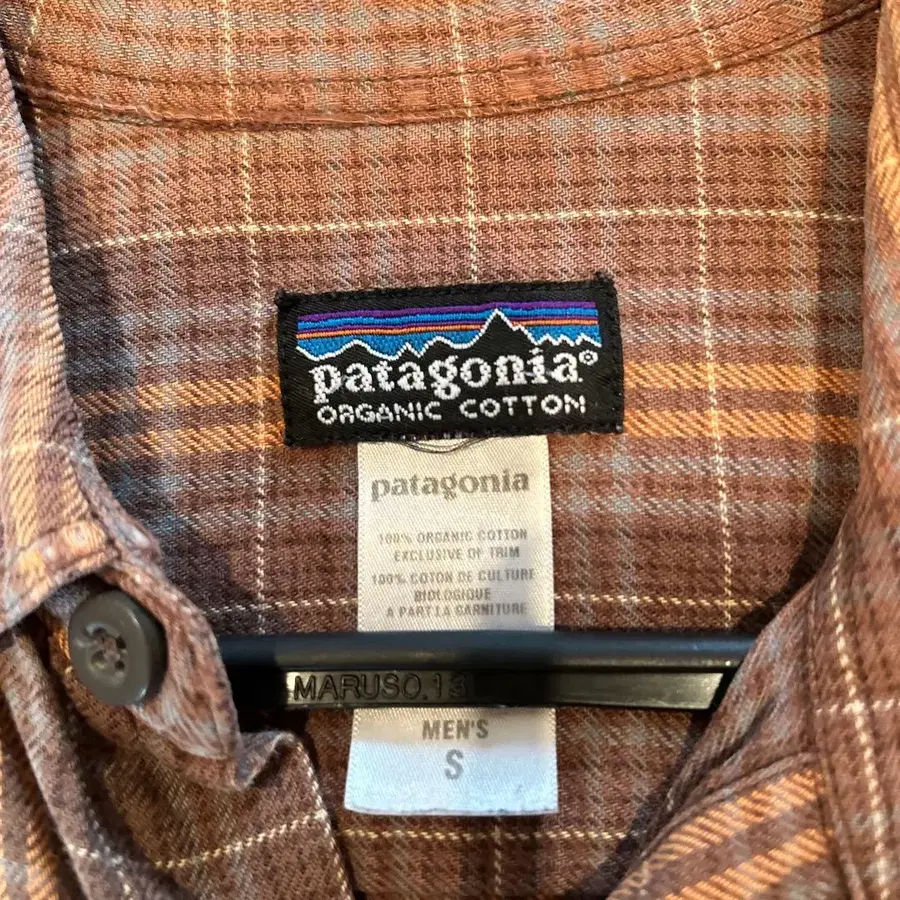 patagonia®
ORGANIC COTTON
patagonia
100% ORGANIC COTTON
EXCLUSIVE OF TRIM
100% COTON DE CULTURE
BIOLOGIQUE
A PART LA GARNITURE
MARUSO.13
MEN'S
S